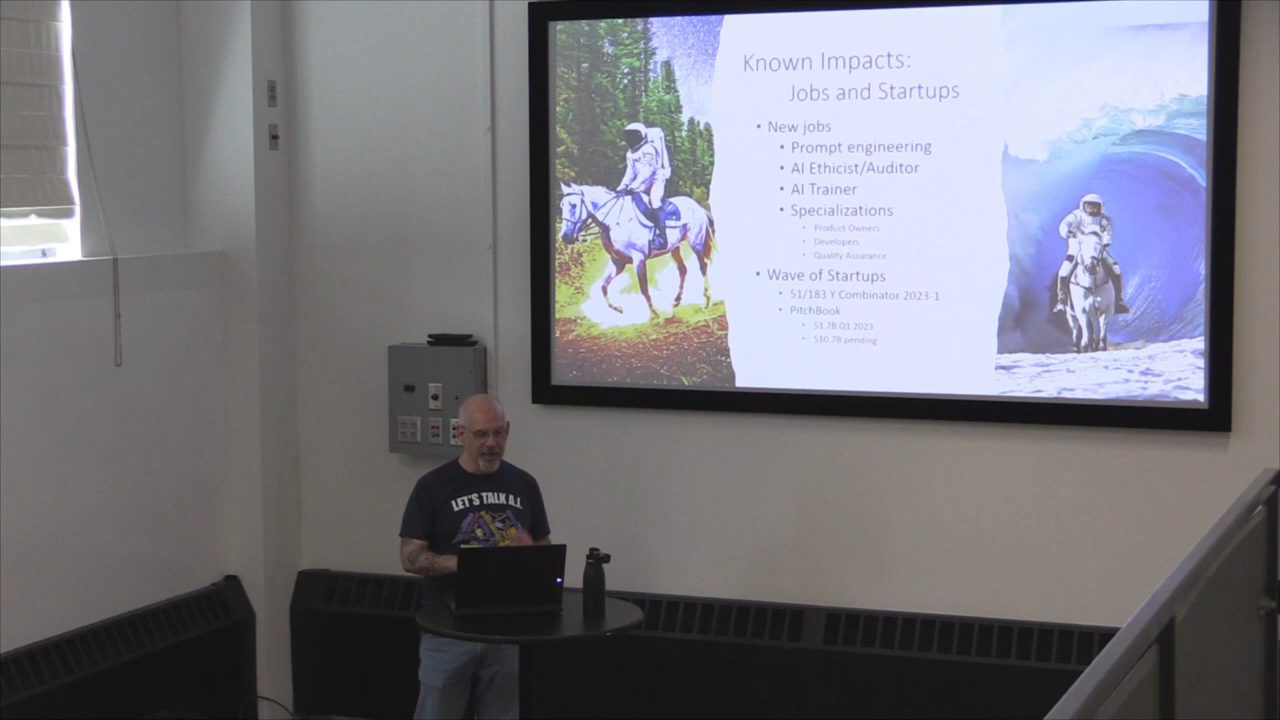 Known Impacts:
Jobs and Startups
• New jobs
• Prompt engineering
• AI Ethicist/Auditor
• AI Trainer
• Specializations
• Product Owners
• Developers
• Quality Assurance
• Wave of Startups
• 51/183 Y Combinator 2023-1
• PitchBook
• $1.7B Q1 2023
• $10.7B pending
LET'S TALK A.I.